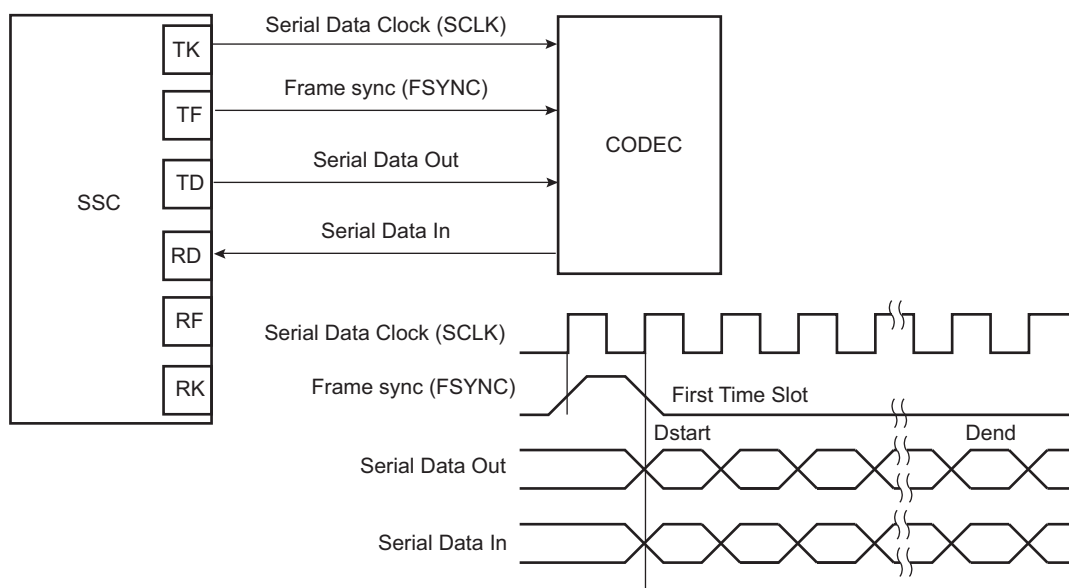 Serial Data Clock (SCLK)
TK
Frame sync (FSYNC)
TF
CODEC
Serial Data Out
TD
SSC
Serial Data In
RD
RF
Serial Data Clock (SCLK)
RK
Frame sync (FSYNC)
First Time Slot
Dstart
Dend
Serial Data Out
Serial Data In